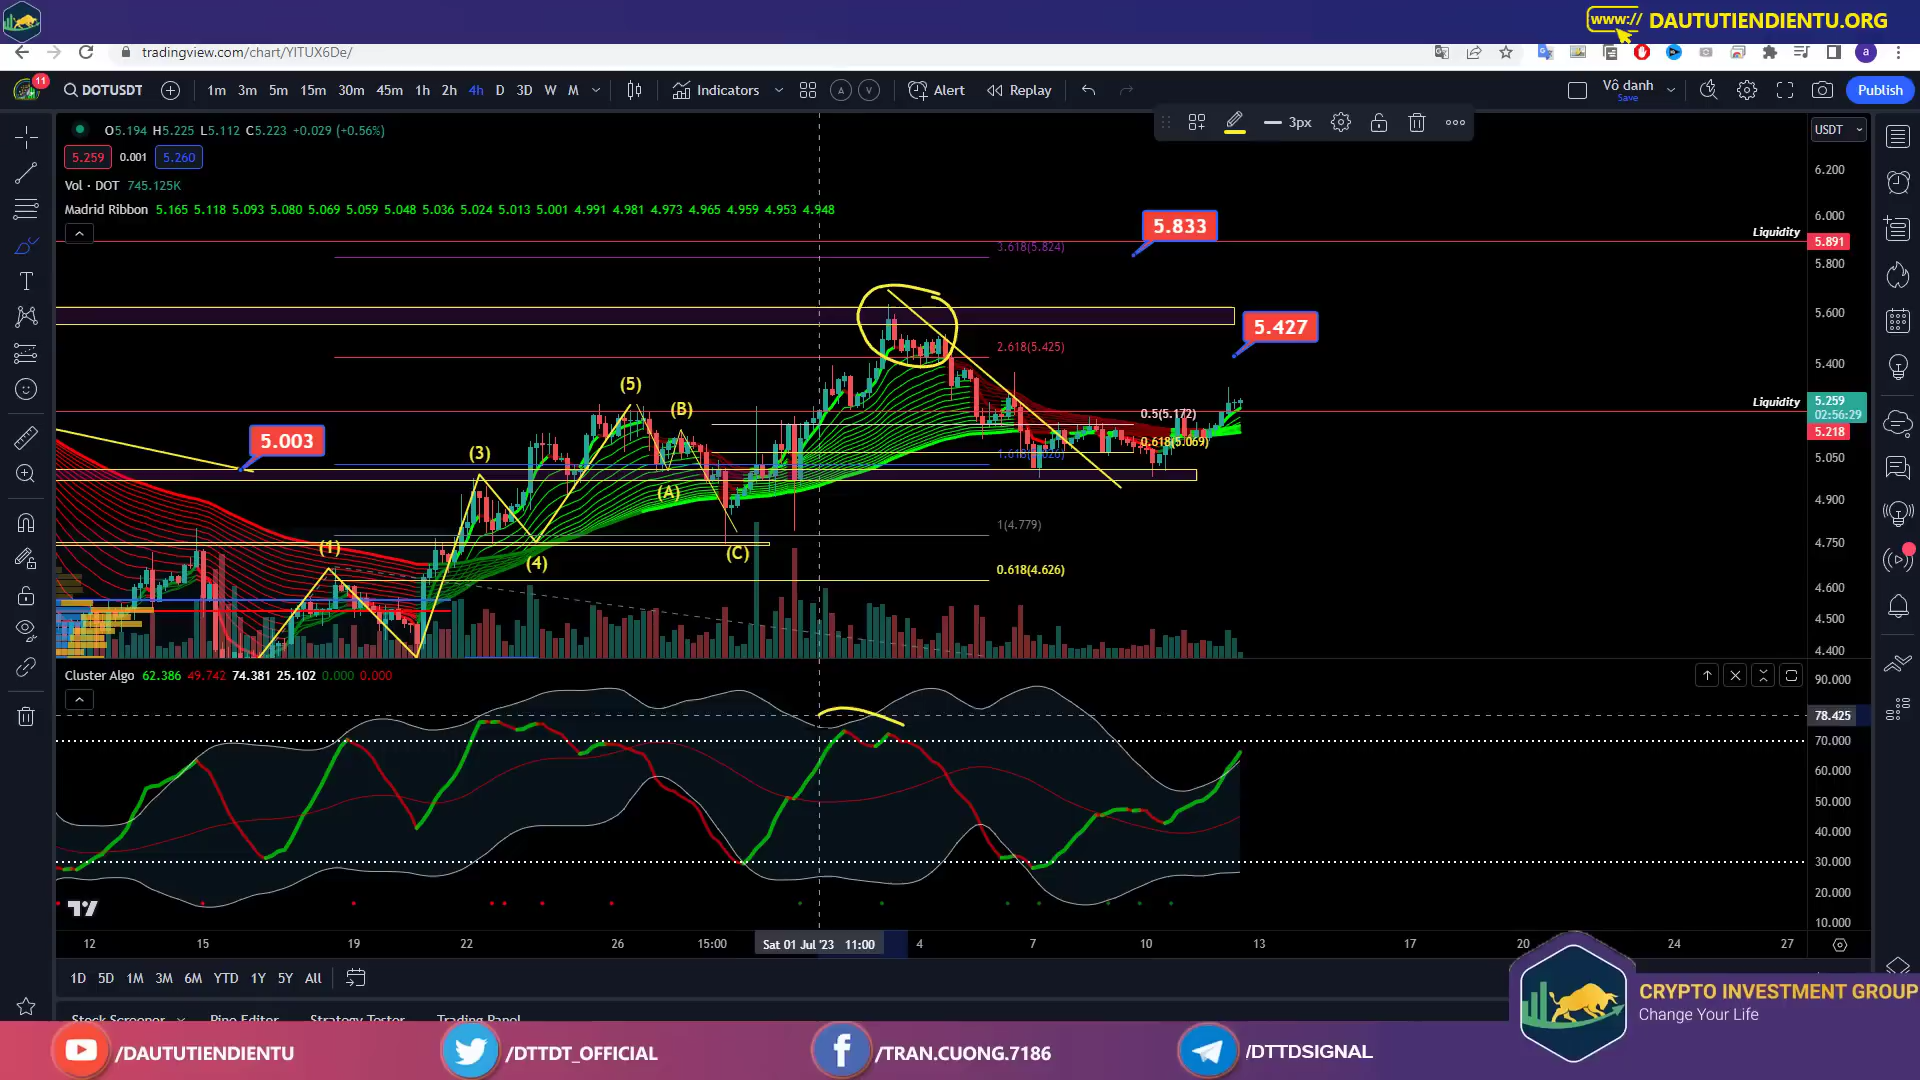 www:// DAUTUTIENDIENTU.ORG
tradingview.com/chart/YITUX6De/
a
11
DOTUSDT
1m 3m 5m 15m 30m 45m 1h 2h 4h D 3D W M
Indicators
A V
Alert
Replay
Vô danh
Save
Publish
O5.194 H5.225 L5.112 C5.223 +0.029 (+0.56%)
3px
USDT
5.259 0.001 5.260
Vol · DOT 745.125K
Madrid Ribbon 5.165 5.118 5.093 5.080 5.069 5.059 5.048 5.036 5.024 5.013 5.001 4.991 4.981 4.973 4.965 4.959 4.953 4.948
6.200
6.000
5.833
Liquidity 5.891
3.618(5.824)
5.800
5.600
5.427
2.618(5.425)
5.400
(5)
(B)
Liquidity
5.259
02:56:29
0.5(5.172)
5.218
5.003
0.618(5.069)
(3)
5.050
(A)
4.900
1(4.779)
4.750
(1)
(C)
(4)
0.618(4.626)
4.600
4.500
4.400
Cluster Algo 62.386 49.742 74.381 25.102 0.000 0.000
90.000
78.425
70.000
60.000
50.000
40.000
30.000
20.000
10.000
12 15 19 22 26 15:00 Sat 01 Jul '23 11:00 4 7 10 13 17 20 24 27
1D 5D 1M 3M 6M YTD 1Y 5Y All
Stock Screener Pine Editor Strategy Tester Trading Panel
CRYPTO INVESTMENT GROUP
Change Your Life
/DAUTUTIENDIENTU
/DTTDT_OFFICIAL
/TRAN.CUONG.7186
/DTTDSIGNAL